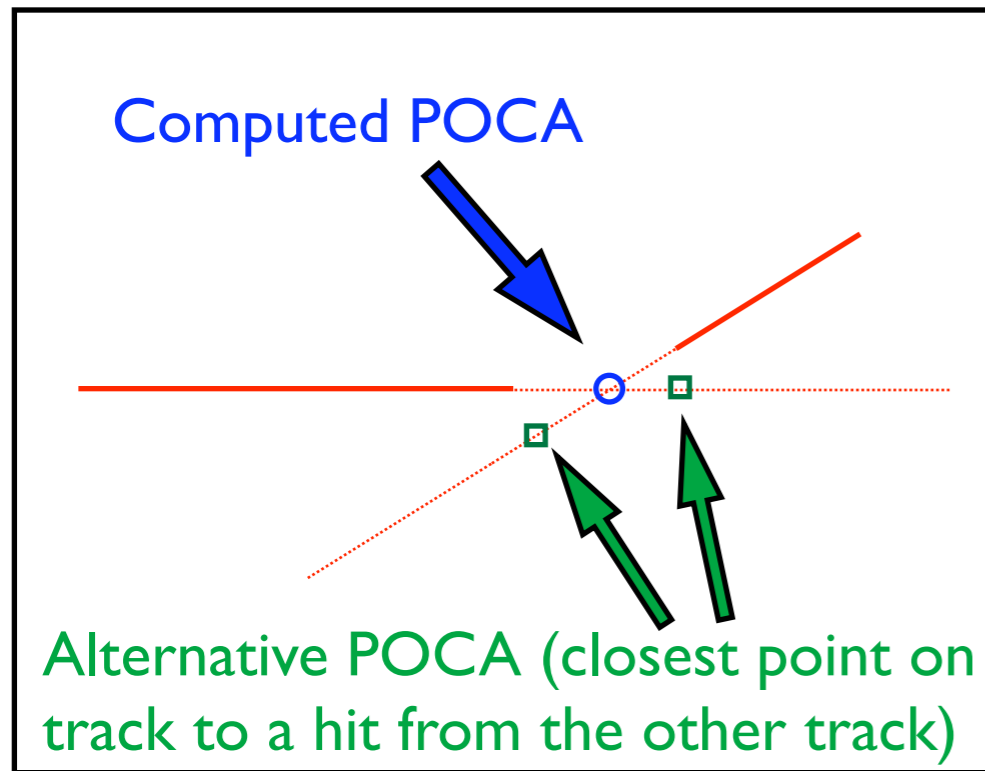 Computed POCA
Alternative POCA (closest point on
track to a hit from the other track)